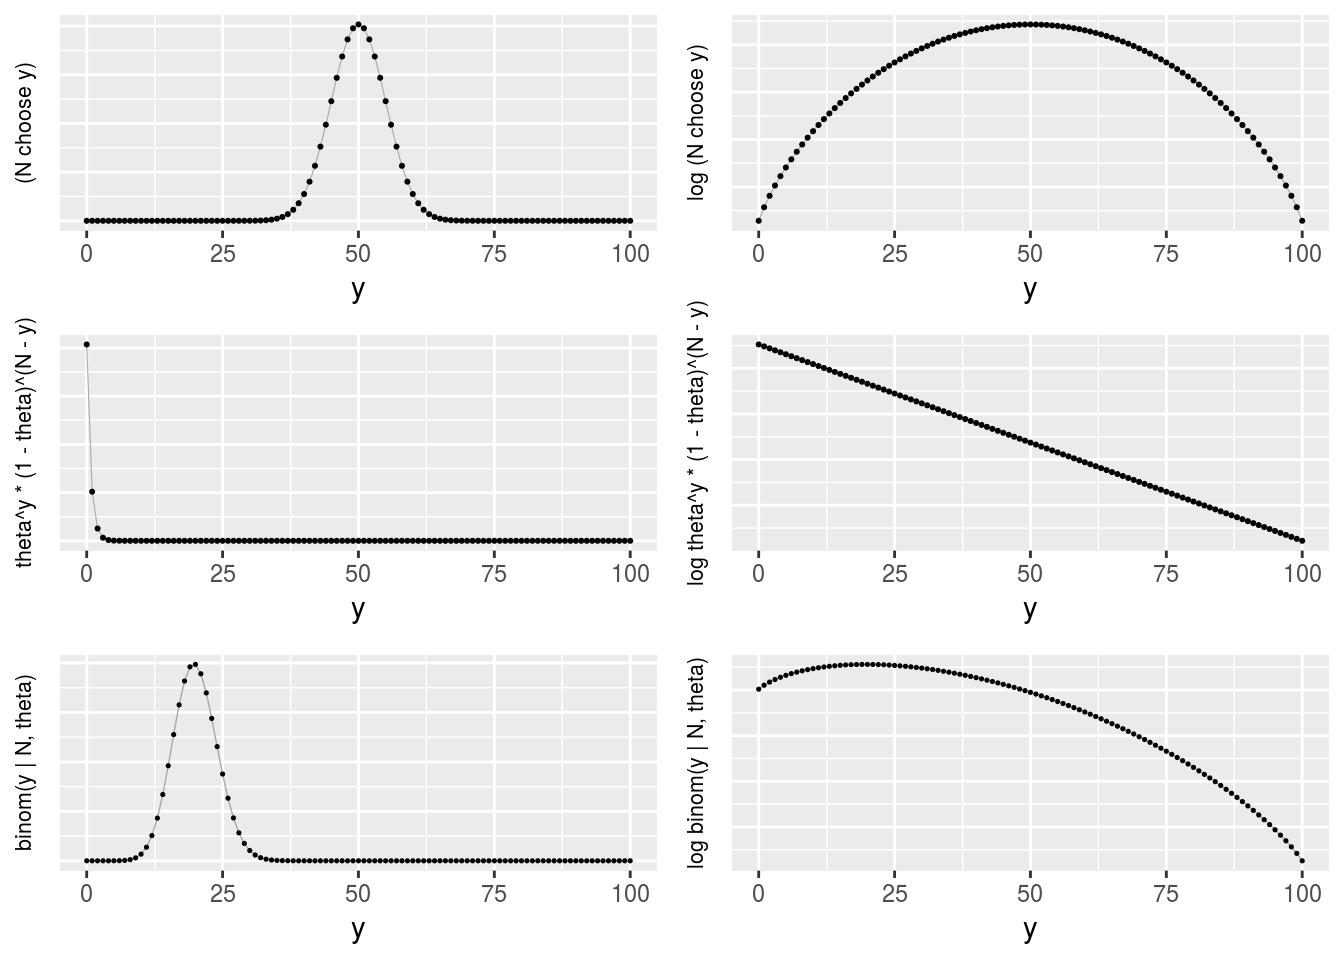 (N choose y)
0 25 50 75 100
y
log (N choose y)
0 25 50 75 100
y
theta^y * (1 - theta)^(N - y)
0 25 50 75 100
y
log theta^y * (1 - theta)^(N - y)
0 25 50 75 100
y
binom(y | N, theta)
0 25 50 75 100
y
log binom(y | N, theta)
0 25 50 75 100
y